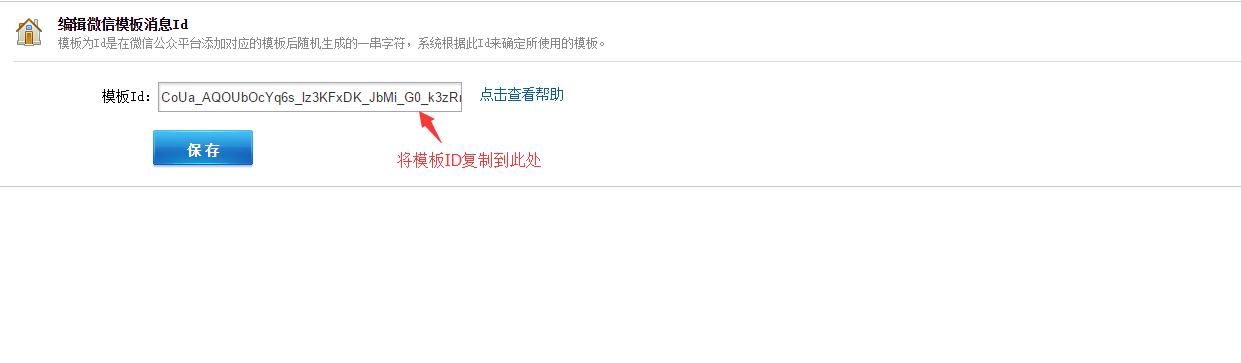 编辑微信模板消息Id
模板为Id是在微信公众平台添加对应的模板后随机生成的一串字符，系统根据此Id来确定所使用的模板。
模板Id： CoUa_AQOUbOcYq6s_lz3KFxDK_JbMi_G0_k3zRr 点击查看帮助
保存
将模板ID复制到此处